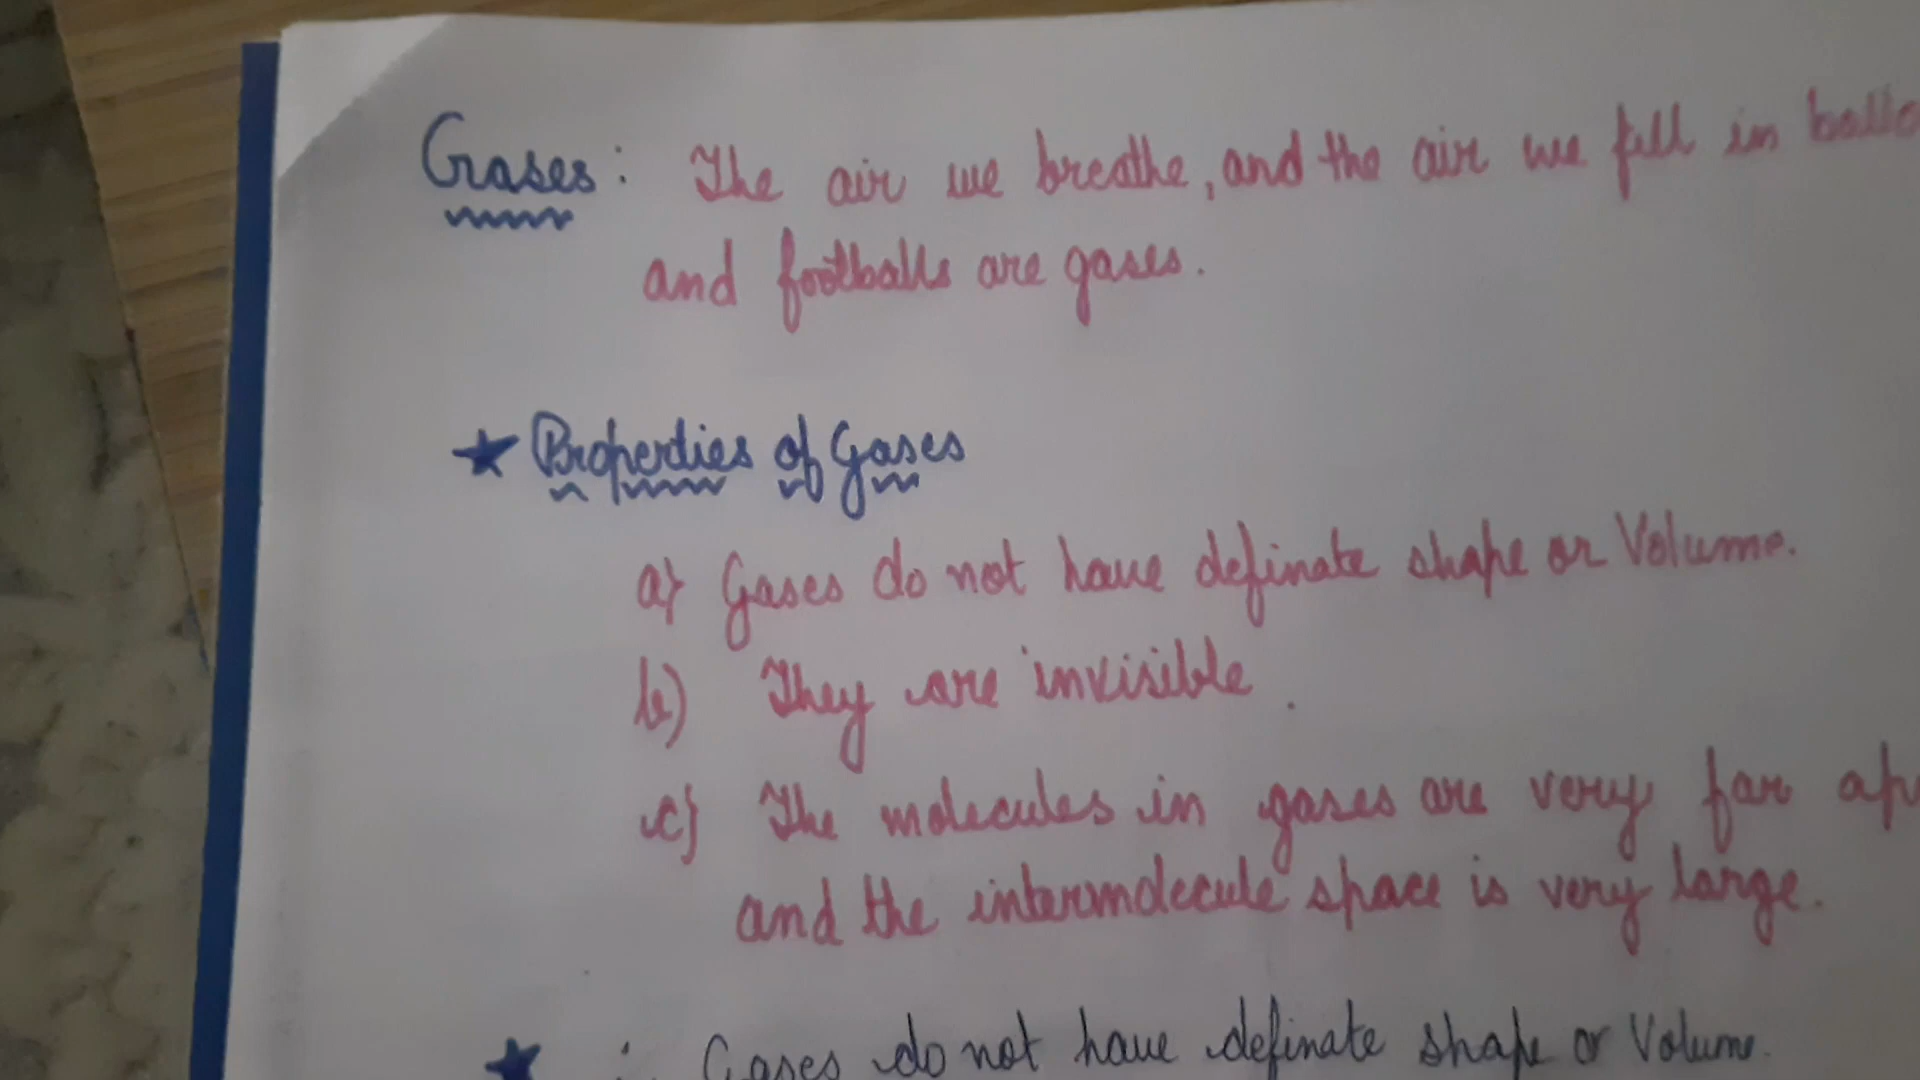 Gases: The air we breathe, and the air we fill in
and footballs are gases.
★ Properties of Gases
a) Gases do not have definate shape or Volume.
b) They are invisible.
c) The molecules in gases are very far
and the intermolecule space is very large.
★ : Gases do not have definate shape or Volume.